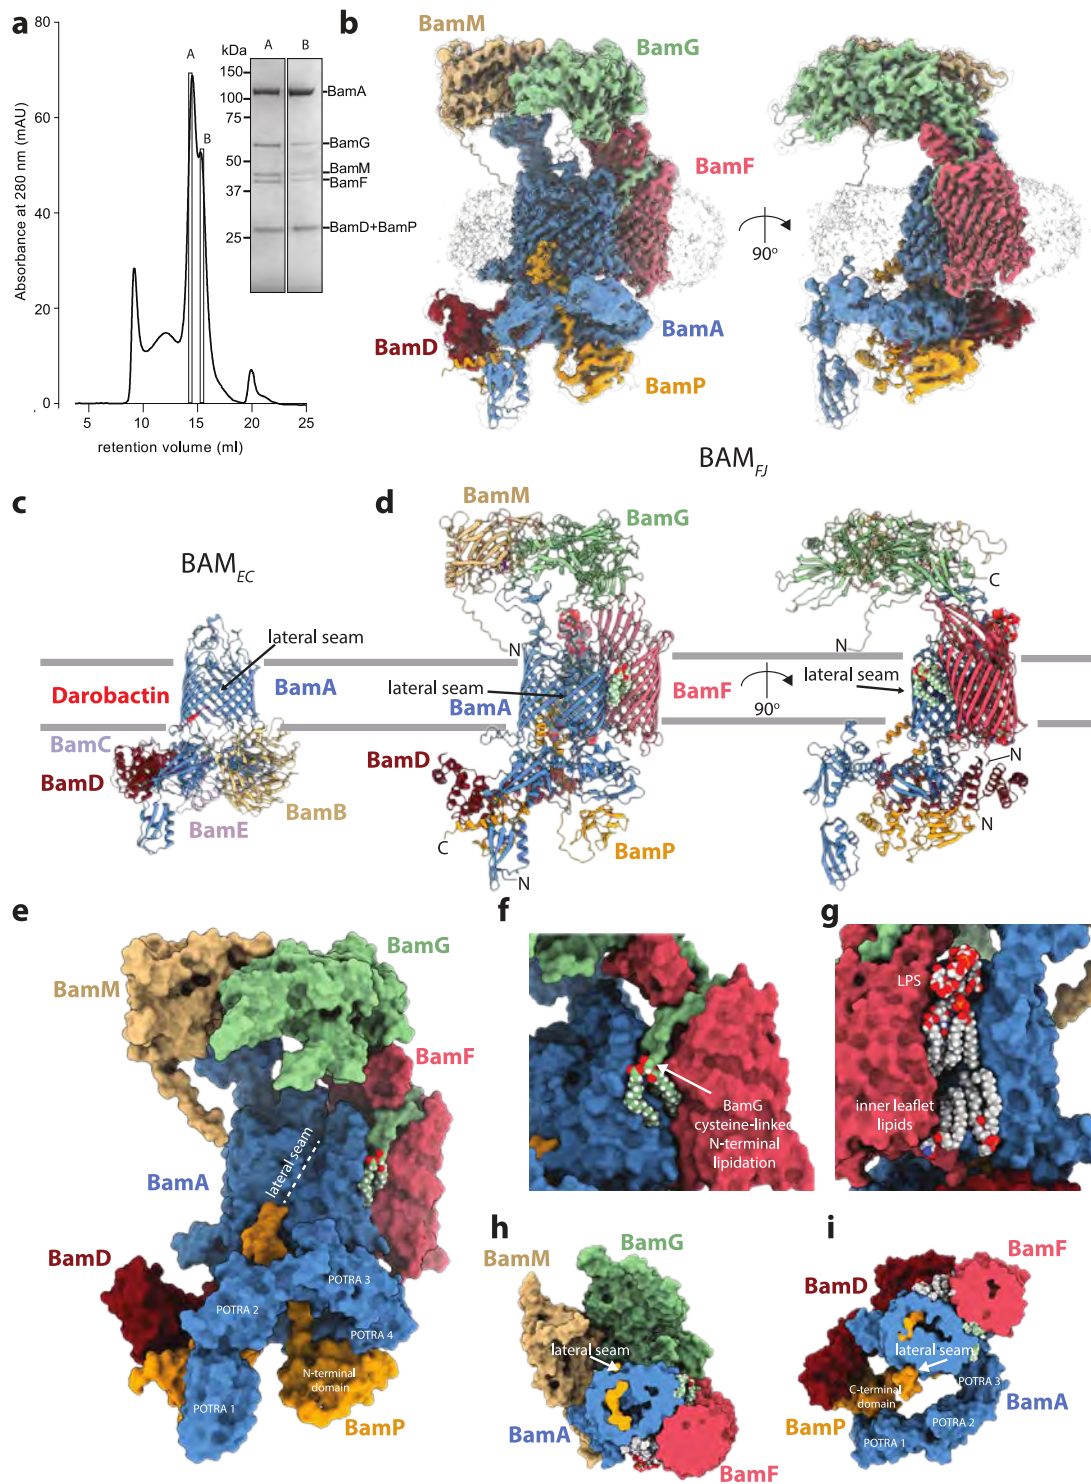 a
80
60
40
20
0
Absorbance at 280 nm (mAU)
5
10
15
20
25
retention volume (ml)
A
B
kDa
A
B
150
100
75
50
37
25
BamA
BamG
BamM
BamF
BamD+BamP
b
BamM
BamG
BamF
90o
BamA
BamD
BamP
BAMFJ
c
BAMEC
lateral seam
Darobactin
BamA
BamC
BamD
BamE
BamB
d
BamM
BamG
C
N
N
lateral seam
lateral seam
BamA
BamF
90o
BamD
N
N
BamP
C
N
e
BamG
BamM
BamF
lateral seam
BamA
BamD
POTRA 3
POTRA 2
POTRA 4
N-terminal
domain
POTRA 1
BamP
f
BamG
cysteine-linked
N-terminal
lipidation
g
LPS
inner leaflet
lipids
h
BamG
BamM
lateral seam
BamA
BamF
i
BamF
BamD
lateral seam
POTRA 3
C-terminal
domain
BamA
POTRA 2
BamP
POTRA 1